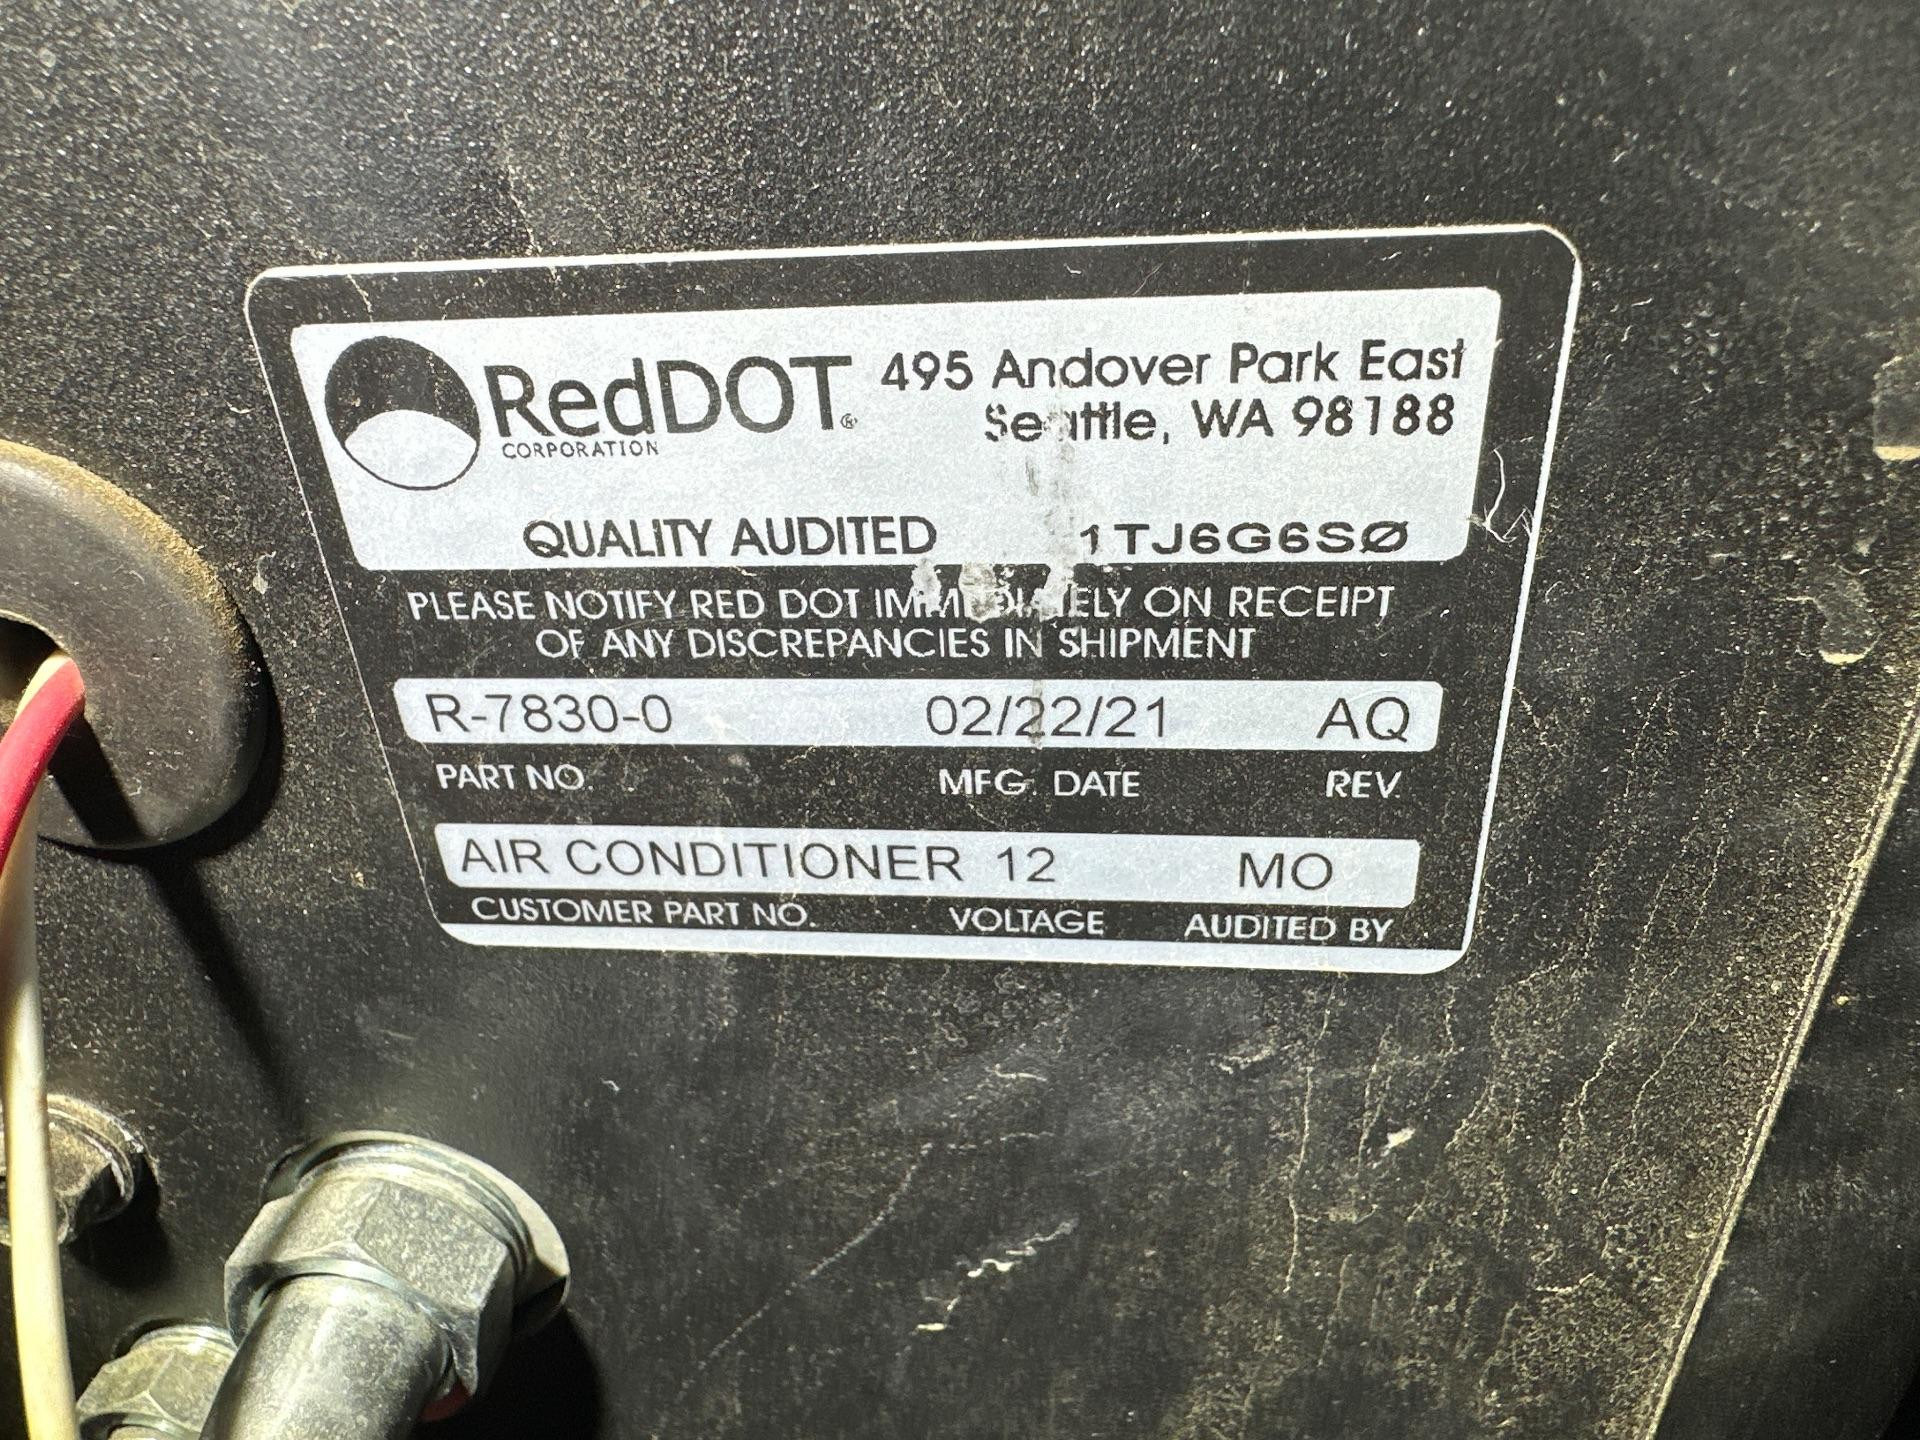 RedDOT®
CORPORATION
495 Andover Park East
Seattle, WA 98188
QUALITY AUDITED 1TJ6G6SØ
PLEASE NOTIFY RED DOT IMMEDIATELY ON RECEIPT
OF ANY DISCREPANCIES IN SHIPMENT
R-7830-0 02/22/21 AQ
PART NO. MFG. DATE REV.
AIR CONDITIONER 12 MO
CUSTOMER PART NO. VOLTAGE AUDITED BY